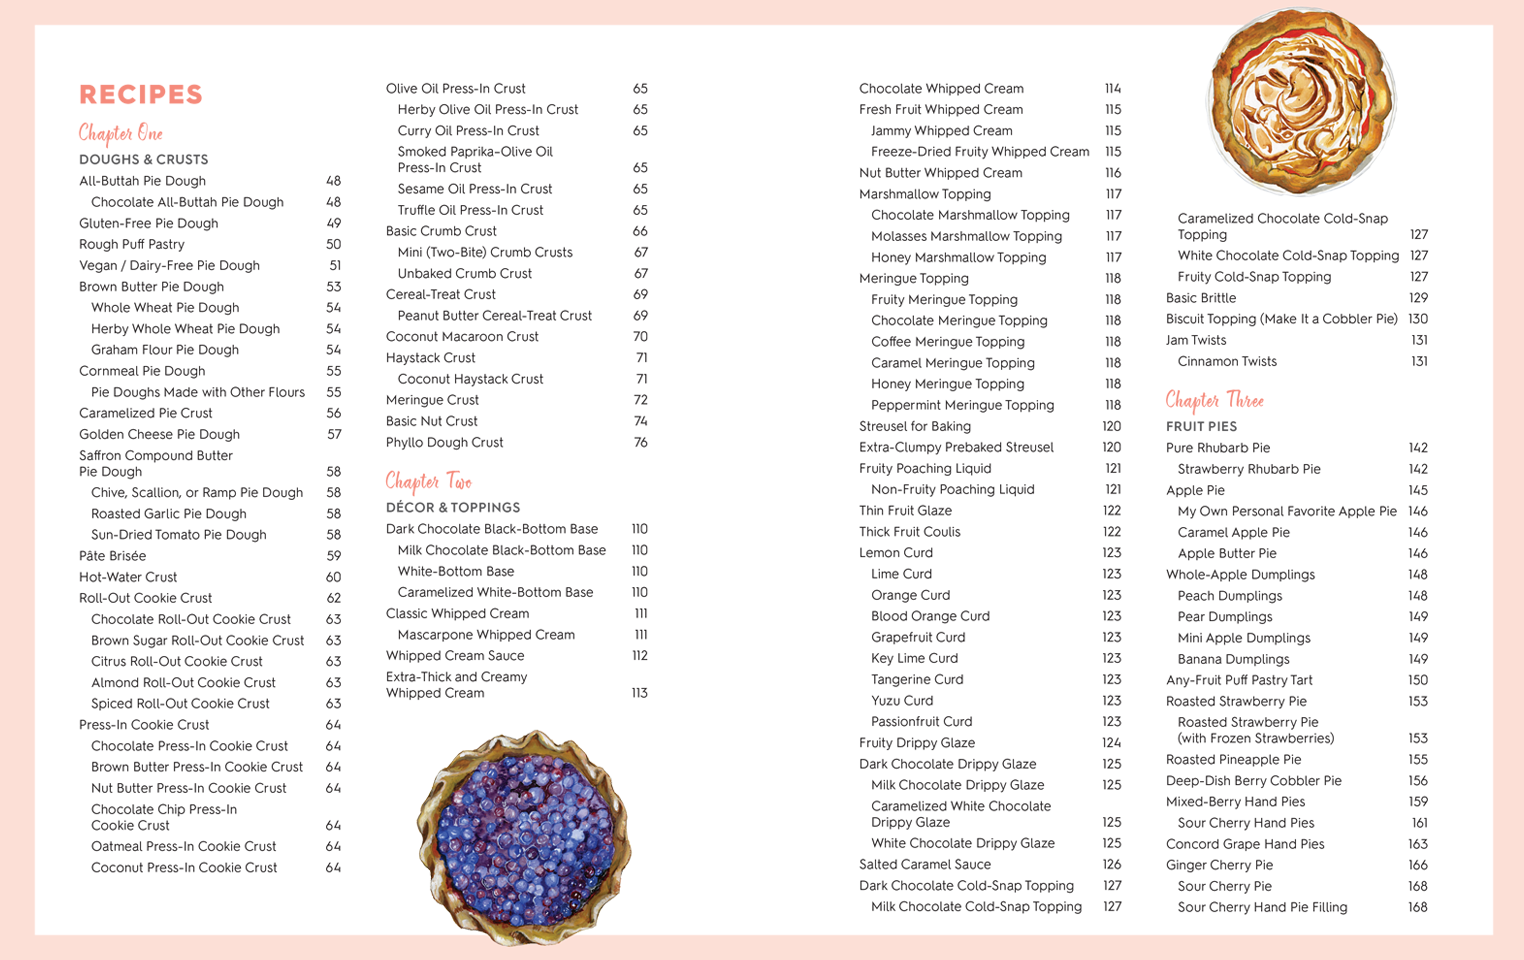 RECIPES
Chapter One
DOUGHS & CRUSTS
All-Buttah Pie Dough 48
Chocolate All-Buttah Pie Dough 48
Gluten-Free Pie Dough 49
Rough Puff Pastry 50
Vegan / Dairy-Free Pie Dough 51
Brown Butter Pie Dough 53
Whole Wheat Pie Dough 54
Herby Whole Wheat Pie Dough 54
Graham Flour Pie Dough 54
Cornmeal Pie Dough 55
Pie Doughs Made with Other Flours 55
Caramelized Pie Crust 56
Golden Cheese Pie Dough 57
Saffron Compound Butter
Pie Dough 58
Chive, Scallion, or Ramp Pie Dough 58
Roasted Garlic Pie Dough 58
Sun-Dried Tomato Pie Dough 58
Pâte Brisée 59
Hot-Water Crust 60
Roll-Out Cookie Crust 62
Chocolate Roll-Out Cookie Crust 63
Brown Sugar Roll-Out Cookie Crust 63
Citrus Roll-Out Cookie Crust 63
Almond Roll-Out Cookie Crust 63
Spiced Roll-Out Cookie Crust 63
Press-In Cookie Crust 64
Chocolate Press-In Cookie Crust 64
Brown Butter Press-In Cookie Crust 64
Nut Butter Press-In Cookie Crust 64
Chocolate Chip Press-In
Cookie Crust 64
Oatmeal Press-In Cookie Crust 64
Coconut Press-In Cookie Crust 64
Olive Oil Press-In Crust 65
Herby Olive Oil Press-In Crust 65
Curry Oil Press-In Crust 65
Smoked Paprika–Olive Oil
Press-In Crust 65
Sesame Oil Press-In Crust 65
Truffle Oil Press-In Crust 65
Basic Crumb Crust 66
Mini (Two-Bite) Crumb Crusts 67
Unbaked Crumb Crust 67
Cereal-Treat Crust 69
Peanut Butter Cereal-Treat Crust 69
Coconut Macaroon Crust 70
Haystack Crust 71
Coconut Haystack Crust 71
Meringue Crust 72
Basic Nut Crust 74
Phyllo Dough Crust 76
Chapter Two
DÉCOR & TOPPINGS
Dark Chocolate Black-Bottom Base 110
Milk Chocolate Black-Bottom Base 110
White-Bottom Base 110
Caramelized White-Bottom Base 110
Classic Whipped Cream 111
Mascarpone Whipped Cream 111
Whipped Cream Sauce 112
Extra-Thick and Creamy
Whipped Cream 113
Chocolate Whipped Cream 114
Fresh Fruit Whipped Cream 115
Jammy Whipped Cream 115
Freeze-Dried Fruity Whipped Cream 115
Nut Butter Whipped Cream 116
Marshmallow Topping 117
Chocolate Marshmallow Topping 117
Molasses Marshmallow Topping 117
Honey Marshmallow Topping 117
Meringue Topping 118
Fruity Meringue Topping 118
Chocolate Meringue Topping 118
Coffee Meringue Topping 118
Caramel Meringue Topping 118
Honey Meringue Topping 118
Peppermint Meringue Topping 118
Streusel for Baking 120
Extra-Clumpy Prebaked Streusel 120
Fruity Poaching Liquid 121
Non-Fruity Poaching Liquid 121
Thin Fruit Glaze 122
Thick Fruit Coulis 122
Lemon Curd 123
Lime Curd 123
Orange Curd 123
Blood Orange Curd 123
Grapefruit Curd 123
Key Lime Curd 123
Tangerine Curd 123
Yuzu Curd 123
Passionfruit Curd 123
Fruity Drippy Glaze 124
Dark Chocolate Drippy Glaze 125
Milk Chocolate Drippy Glaze 125
Caramelized White Chocolate
Drippy Glaze 125
White Chocolate Drippy Glaze 125
Salted Caramel Sauce 126
Dark Chocolate Cold-Snap Topping 127
Milk Chocolate Cold-Snap Topping 127
Caramelized Chocolate Cold-Snap
Topping 127
White Chocolate Cold-Snap Topping 127
Fruity Cold-Snap Topping 127
Basic Brittle 129
Biscuit Topping (Make It a Cobbler Pie) 130
Jam Twists 131
Cinnamon Twists 131
Chapter Three
FRUIT PIES
Pure Rhubarb Pie 142
Strawberry Rhubarb Pie 142
Apple Pie 145
My Own Personal Favorite Apple Pie 146
Caramel Apple Pie 146
Apple Butter Pie 146
Whole-Apple Dumplings 148
Peach Dumplings 148
Pear Dumplings 149
Mini Apple Dumplings 149
Banana Dumplings 149
Any-Fruit Puff Pastry Tart 150
Roasted Strawberry Pie 153
Roasted Strawberry Pie
(with Frozen Strawberries) 153
Roasted Pineapple Pie 155
Deep-Dish Berry Cobbler Pie 156
Mixed-Berry Hand Pies 159
Sour Cherry Hand Pies 161
Concord Grape Hand Pies 163
Ginger Cherry Pie 166
Sour Cherry Pie 168
Sour Cherry Hand Pie Filling 168